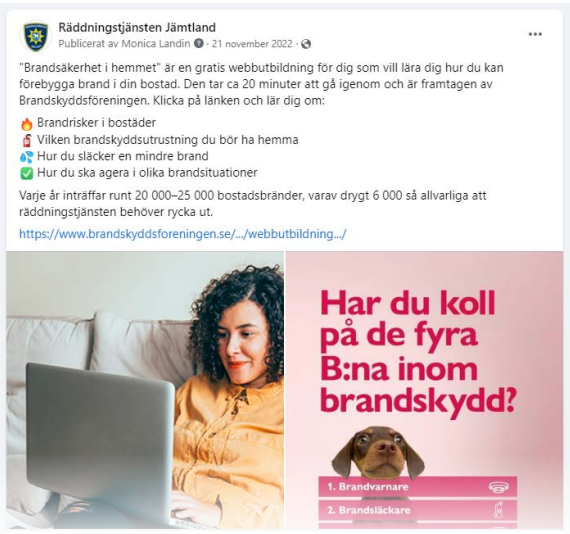 Räddningstjänsten Jämtland
Publicerat av Monica Landin · 21 november 2022 ·
"Brandsäkerhet i hemmet" är en gratis webbutbildning för dig som vill lära dig hur du kan
förebygga brand i din bostad. Den tar ca 20 minuter att gå igenom och är framtagen av
Brandskyddsföreningen. Klicka på länken och lär dig om:
🔥 Brandrisker i bostäder
🧯 Vilken brandskyddsutrustning du bör ha hemma
💦 Hur du släcker en mindre brand
✅ Hur du ska agera i olika brandsituationer
Varje år inträffar runt 20 000–25 000 bostadsbränder, varav drygt 6 000 så allvarliga att
räddningstjänsten behöver rycka ut.
https://www.brandskyddsforeningen.se/.../webbutbildning.../
Har du koll
på de fyra
B:na inom
brandskydd?
1. Brandvarnare
2. Brandsläckare